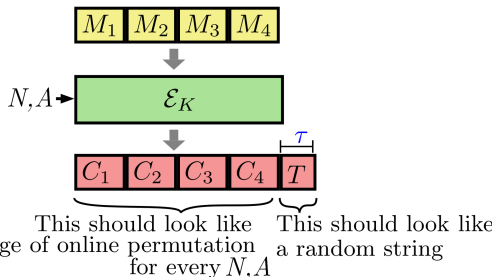 M1 M2 M3 M4
N,A
ℰK
τ
C1 C2 C3 C4 T
This should look like
ge of online permutation
for every N,A
This should look like
a random string